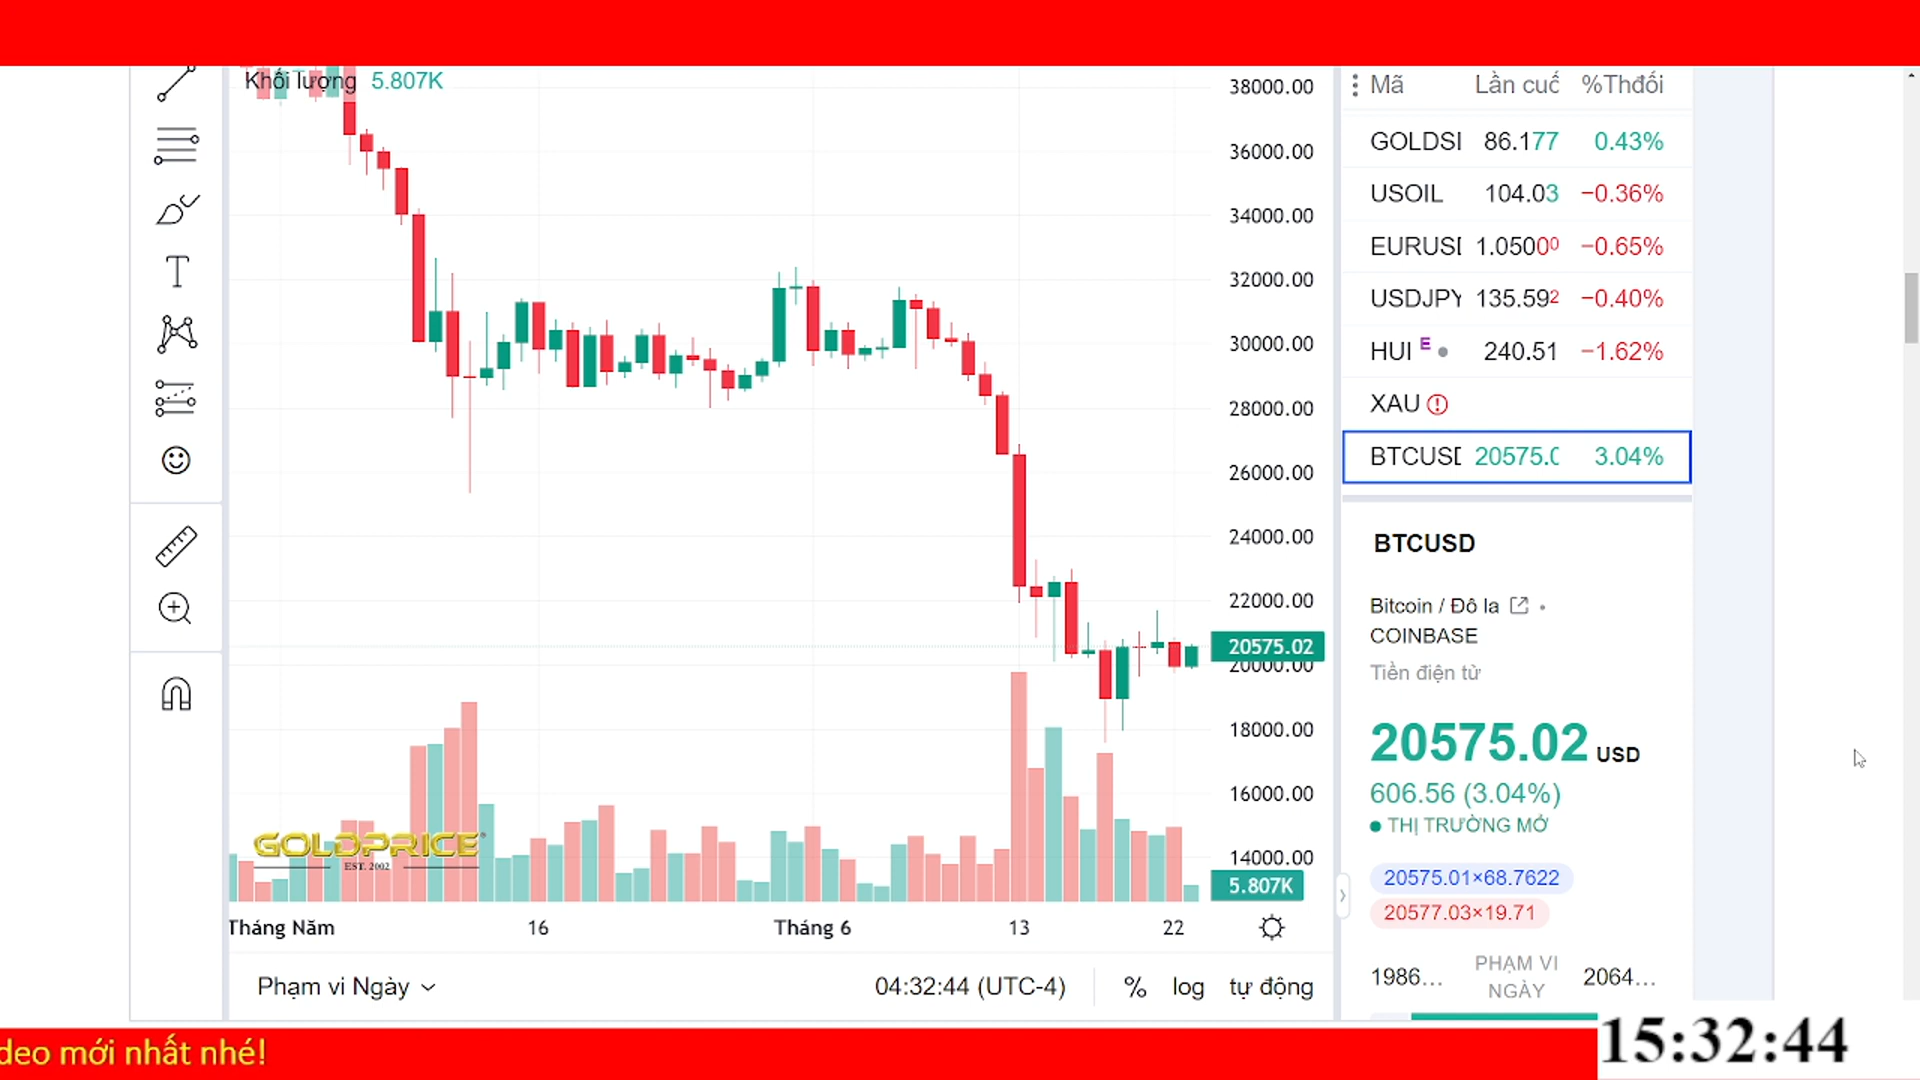 Khối lượng 5.807K
38000.00
36000.00
34000.00
32000.00
30000.00
28000.00
26000.00
24000.00
22000.00
20575.02
20000.00
18000.00
16000.00
14000.00
5.807K
GOLDPRICE
EST. 2002
Tháng Năm 16 Tháng 6 13 22
Phạm vi Ngày 04:32:44 (UTC-4) % log tự động
Mã Lần cuố %Thđối
GOLDSI 86.177 0.43%
USOIL 104.03 −0.36%
EURUSI 1.05000 −0.65%
USDJPY 135.592 −0.40%
HUI E 240.51 −1.62%
XAU
BTCUSD 20575.0 3.04%
BTCUSD
Bitcoin / Đô la
COINBASE
Tiền điện tử
20575.02 USD
606.56 (3.04%)
THỊ TRƯỜNG MỞ
20575.01×68.7622
20577.03×19.71
1986... PHẠM VI NGÀY 2064...
deo mới nhất nhé!
15:32:44